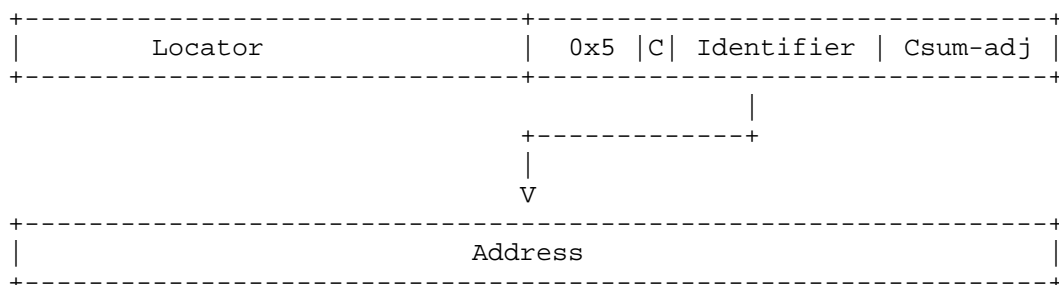 Locator | 0x5 |C| Identifier | Csum-adj
V
Address